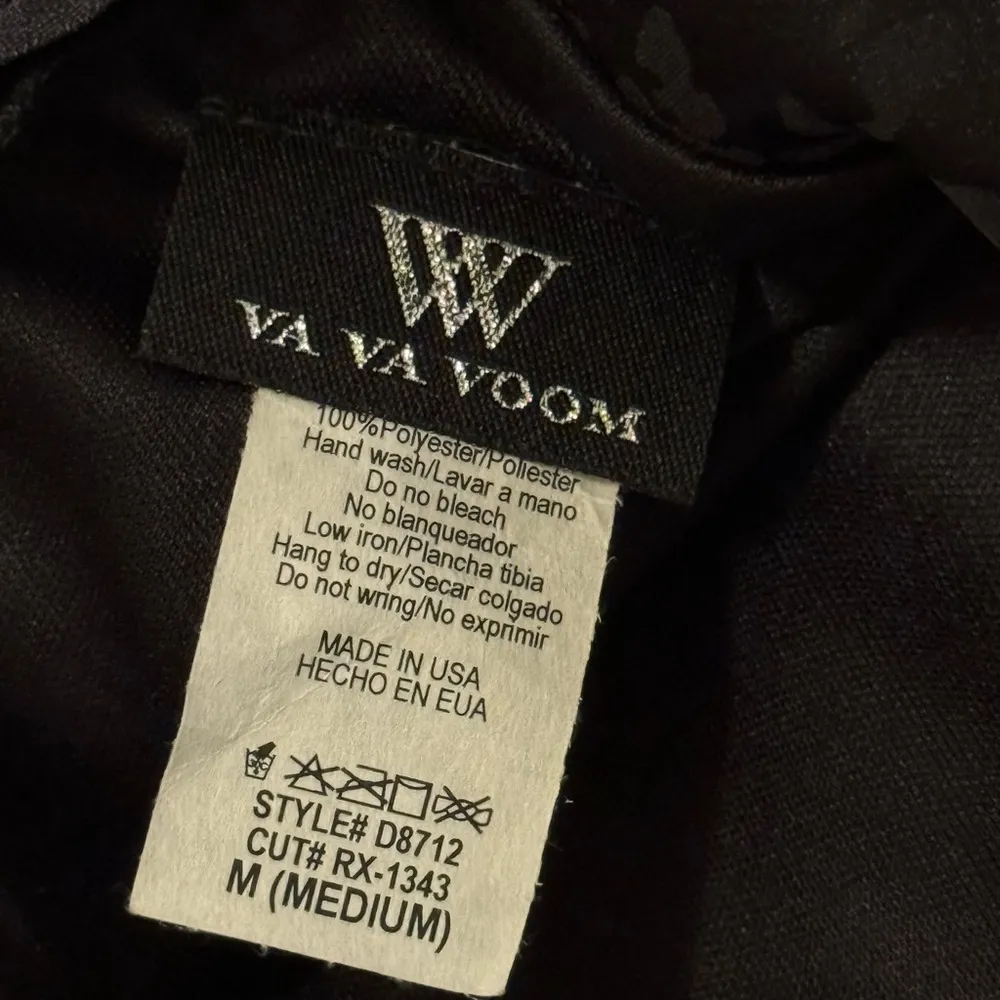 VVV
VA VA VOOM
100%Polyester/Poliester
Hand wash/Lavar a mano
Do no bleach
No blanqueador
Low iron/Plancha tibia
Hang to dry/Secar colgado
Do not wring/No exprimir
MADE IN USA
HECHO EN EUA
STYLE# D8712
CUT# RX-1343
M (MEDIUM)